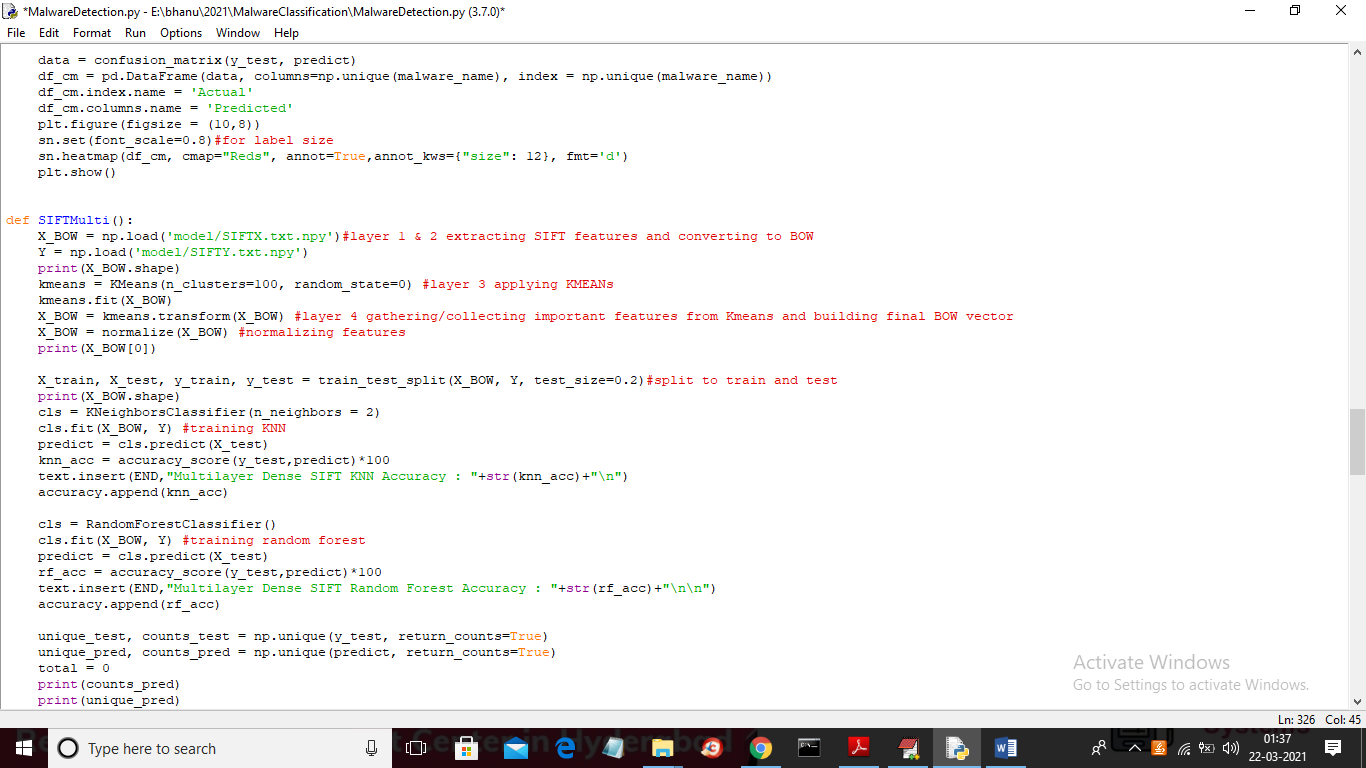 *MalwareDetection.py - E:\bhanu\2021\MalwareClassification\MalwareDetection.py (3.7.0)*
File Edit Format Run Options Window Help
data = confusion_matrix(y_test, predict)
df_cm = pd.DataFrame(data, columns=np.unique(malware_name), index = np.unique(malware_name))
df_cm.index.name = 'Actual'
df_cm.columns.name = 'Predicted'
plt.figure(figsize = (10,8))
sn.set(font_scale=0.8)#for label size
sn.heatmap(df_cm, cmap="Reds", annot=True,annot_kws={"size": 12}, fmt='d')
plt.show()
def SIFTMulti():
X_BOW = np.load('model/SIFTX.txt.npy')#layer 1 & 2 extracting SIFT features and converting to BOW
Y = np.load('model/SIFTY.txt.npy')
print(X_BOW.shape)
kmeans = KMeans(n_clusters=100, random_state=0) #layer 3 applying KMEANs
kmeans.fit(X_BOW)
X_BOW = kmeans.transform(X_BOW) #layer 4 gathering/collecting important features from Kmeans and building final BOW vector
X_BOW = normalize(X_BOW) #normalizing features
print(X_BOW[0])
X_train, X_test, y_train, y_test = train_test_split(X_BOW, Y, test_size=0.2)#split to train and test
print(X_BOW.shape)
cls = KNeighborsClassifier(n_neighbors = 2)
cls.fit(X_BOW, Y) #training KNN
predict = cls.predict(X_test)
knn_acc = accuracy_score(y_test,predict)*100
text.insert(END,"Multilayer Dense SIFT KNN Accuracy : "+str(knn_acc)+"\n")
accuracy.append(knn_acc)
cls = RandomForestClassifier()
cls.fit(X_BOW, Y) #training random forest
predict = cls.predict(X_test)
rf_acc = accuracy_score(y_test,predict)*100
text.insert(END,"Multilayer Dense SIFT Random Forest Accuracy : "+str(rf_acc)+"\n\n")
accuracy.append(rf_acc)
unique_test, counts_test = np.unique(y_test, return_counts=True)
unique_pred, counts_pred = np.unique(predict, return_counts=True)
total = 0
print(counts_pred)
print(unique_pred)
Activate Windows
Go to Settings to activate Windows.
Ln: 326 Col: 45
Type here to search
01:37
22-03-2021